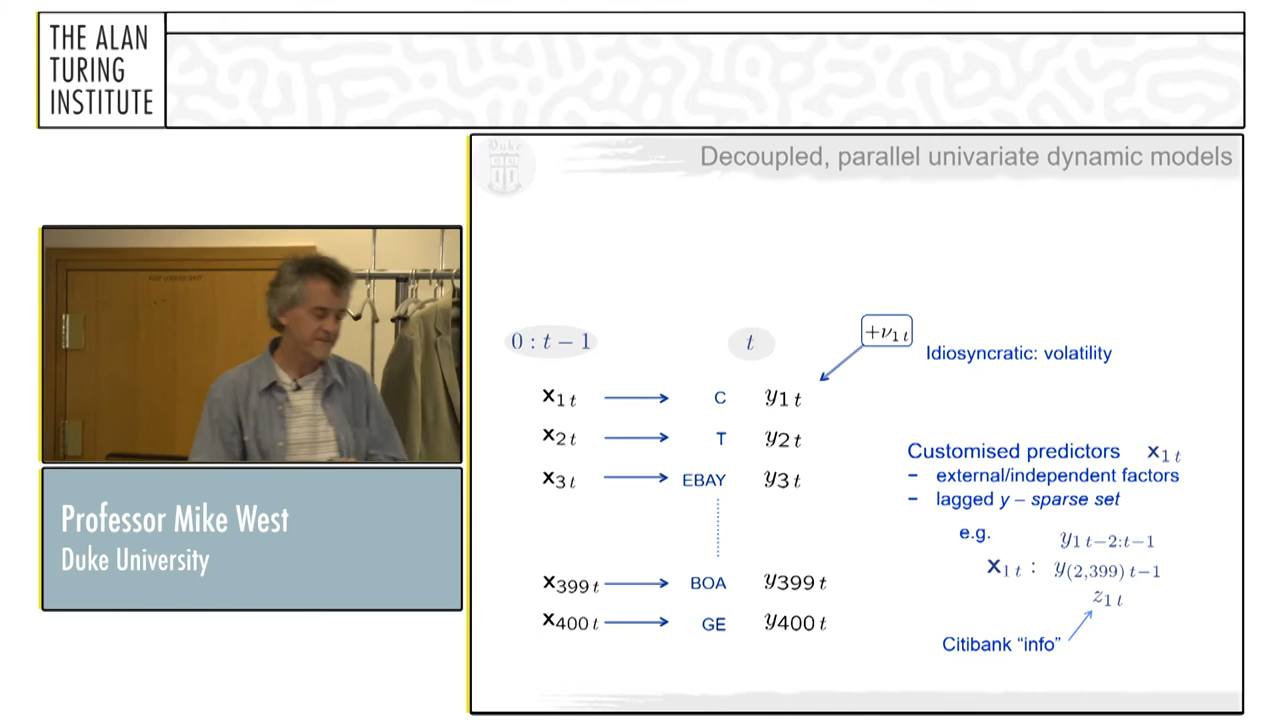 THE ALAN
TURING
INSTITUTE
Duke
Decoupled, parallel univariate dynamic models
0 : t − 1
t
+ν1 t
Idiosyncratic: volatility
x1 t C y1 t
x2 t T y2 t
x3 t EBAY y3 t
x399 t BOA y399 t
x400 t GE y400 t
Customised predictors x1 t
- external/independent factors
- lagged y – sparse set
e.g.
y1 t−2:t−1
x1 t : y(2,399) t−1
z1 t
Citibank “info”
Professor Mike West
Duke University